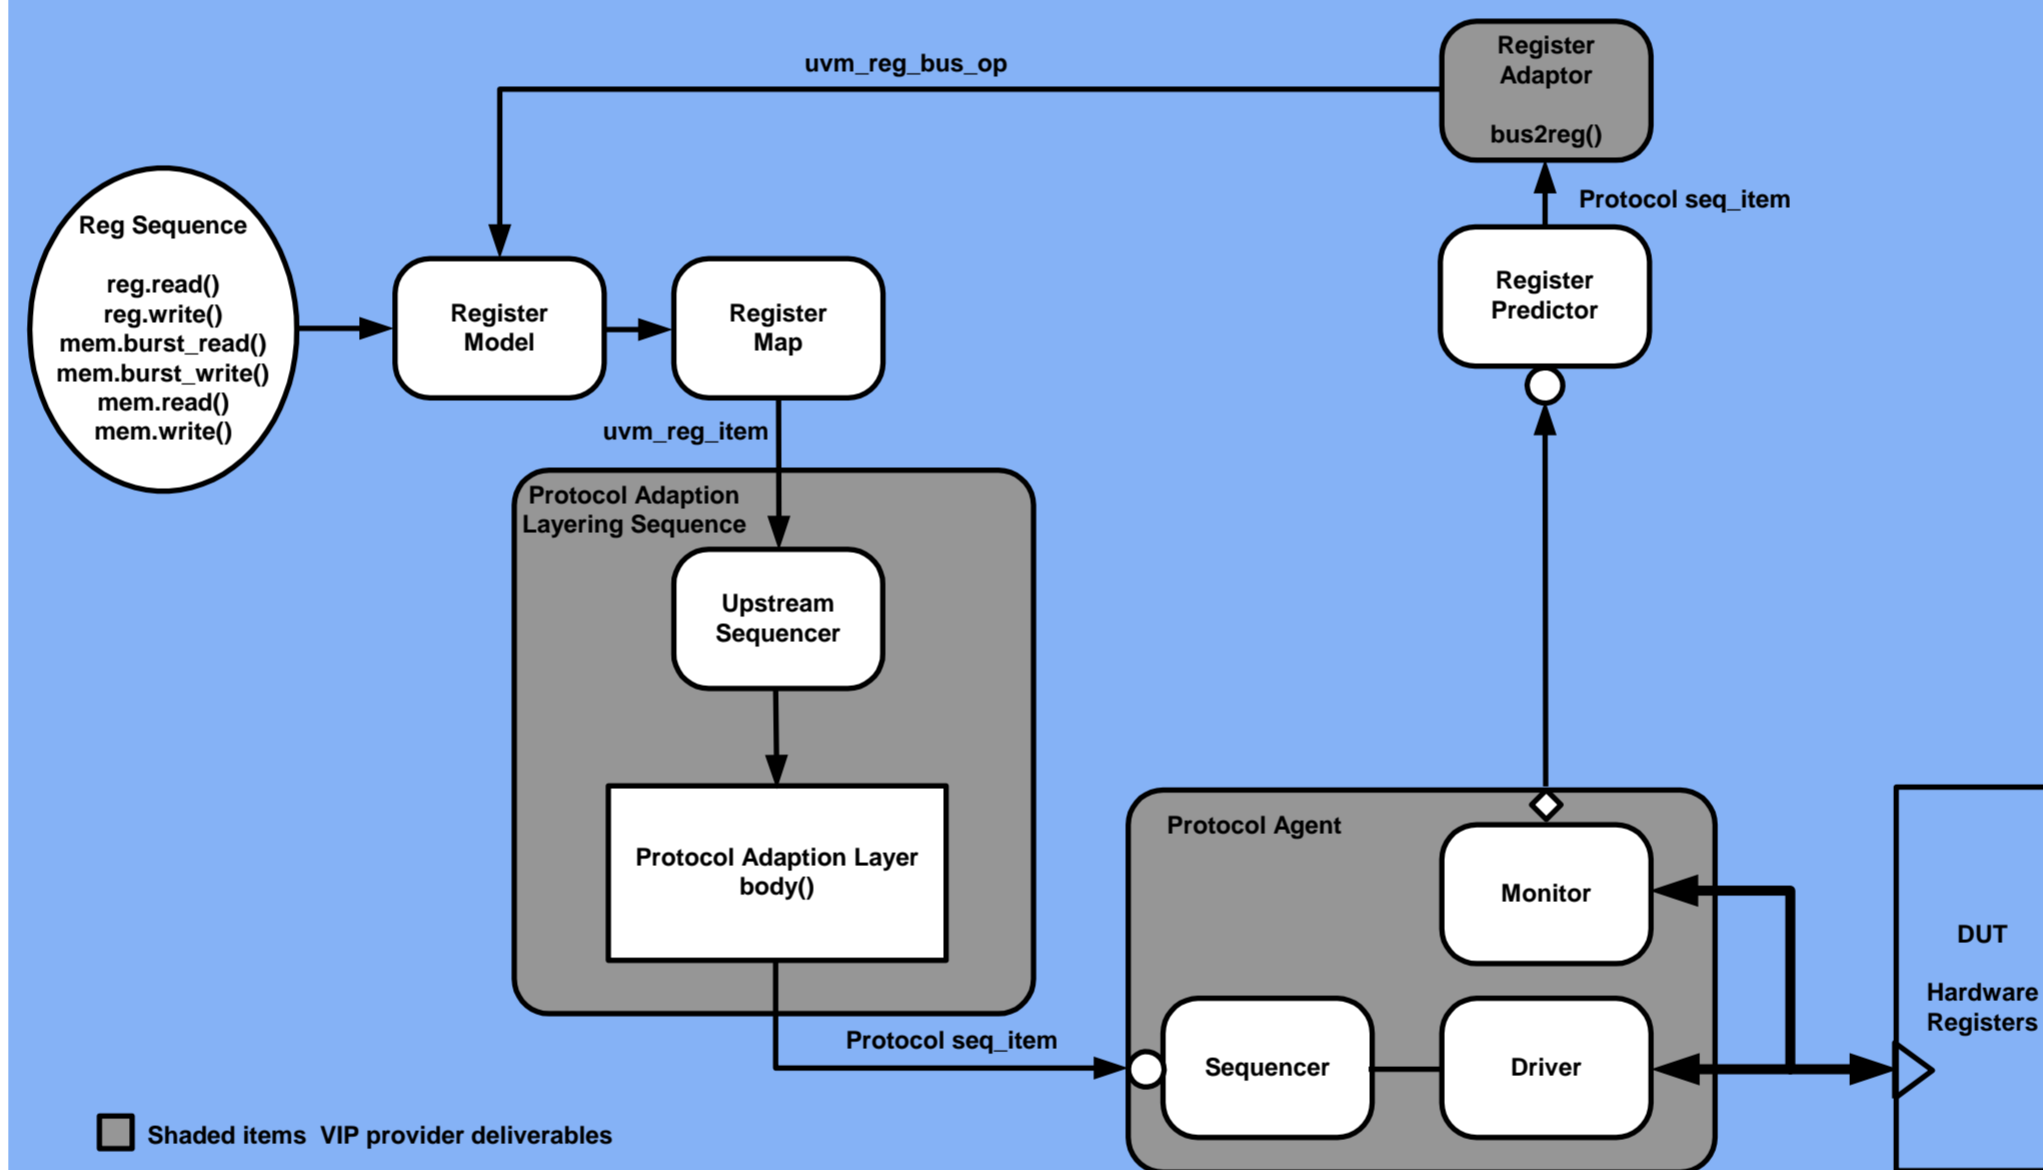 Register
Adaptor
bus2reg()
uvm_reg_bus_op
Protocol seq_item
Reg Sequence
reg.read()
reg.write()
mem.burst_read()
mem.burst_write()
mem.read()
mem.write()
Register
Model
Register
Map
Register
Predictor
uvm_reg_item
Protocol Adaption
Layering Sequence
Upstream
Sequencer
Protocol Adaption Layer
body()
Protocol seq_item
Protocol Agent
Monitor
Sequencer
Driver
DUT
Hardware
Registers
Shaded items VIP provider deliverables